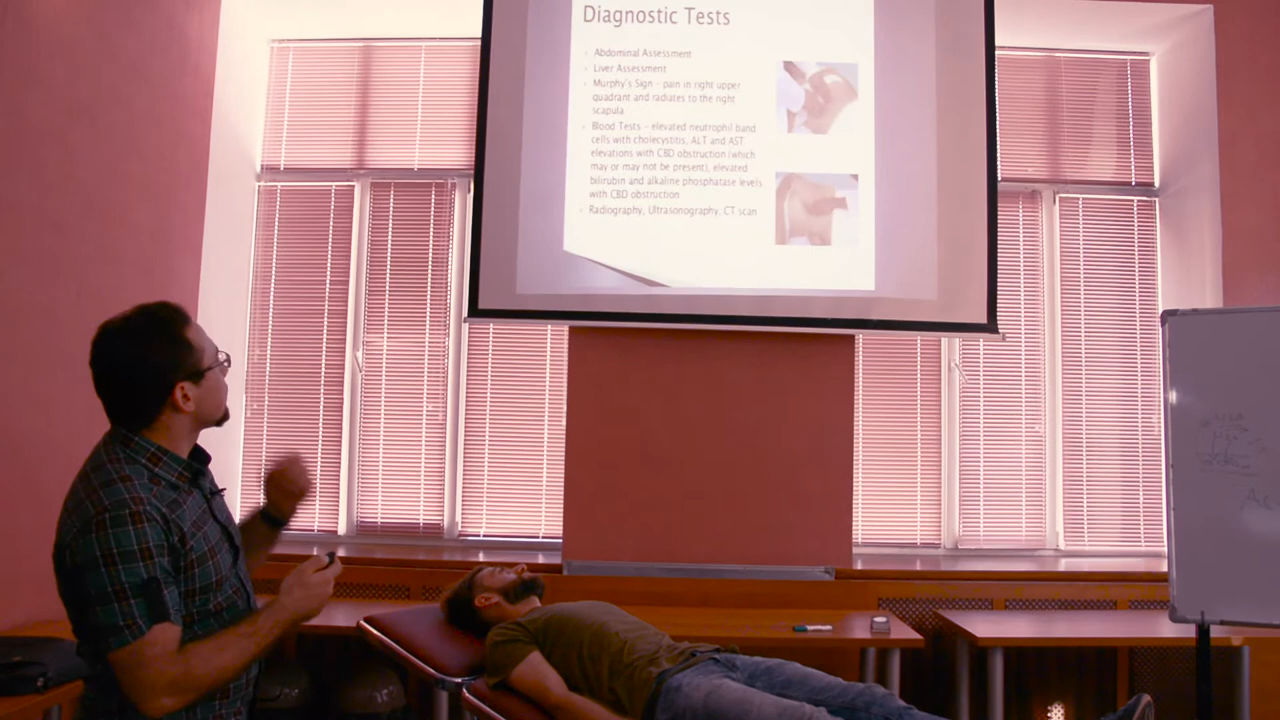 Diagnostic Tests
Abdominal Assessment
Liver Assessment
Murphy's Sign - pain in right upper
quadrant and radiates to the right
scapula
Blood Tests - elevated neutrophil band
cells with cholecystitis, ALT and AST
elevations with CBD obstruction (which
may or may not be present), elevated
bilirubin and alkaline phosphatase levels
with CBD obstruction
Radiography, Ultrasonography, CT scan